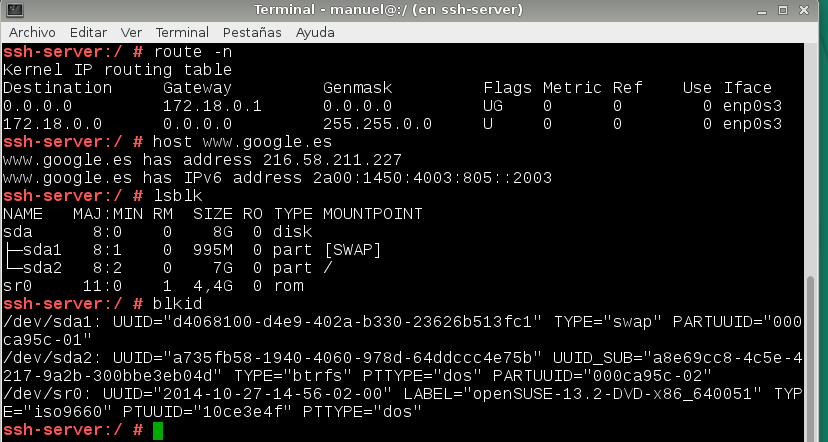 Terminal - manuel@:/ (en ssh-server)
Archivo Editar Ver Terminal Pestañas Ayuda
ssh-server:/ # route -n
Kernel IP routing table
Destination     Gateway         Genmask         Flags Metric Ref    Use Iface
0.0.0.0         172.18.0.1      0.0.0.0         UG    0      0        0 enp0s3
172.18.0.0      0.0.0.0         255.255.0.0     U     0      0        0 enp0s3
ssh-server:/ # host www.google.es
www.google.es has address 216.58.211.227
www.google.es has IPv6 address 2a00:1450:4003:805::2003
ssh-server:/ # lsblk
NAME   MAJ:MIN RM  SIZE RO TYPE MOUNTPOINT
sda      8:0    0    8G  0 disk
├─sda1   8:1    0  995M  0 part [SWAP]
└─sda2   8:2    0    7G  0 part /
sr0     11:0    1  4,4G  0 rom
ssh-server:/ # blkid
/dev/sda1: UUID="d4068100-d4e9-402a-b330-23626b513fc1" TYPE="swap" PARTUUID="000
ca95c-01"
/dev/sda2: UUID="a735fb58-1940-4060-978d-64ddccc4e75b" UUID_SUB="a8e69cc8-4c5e-4
217-9a2b-300bbe3eb04d" TYPE="btrfs" PTTYPE="dos" PARTUUID="000ca95c-02"
/dev/sr0: UUID="2014-10-27-14-56-02-00" LABEL="openSUSE-13.2-DVD-x86_640051" TYP
E="iso9660" PTUUID="10ce3e4f" PTTYPE="dos"
ssh-server:/ #